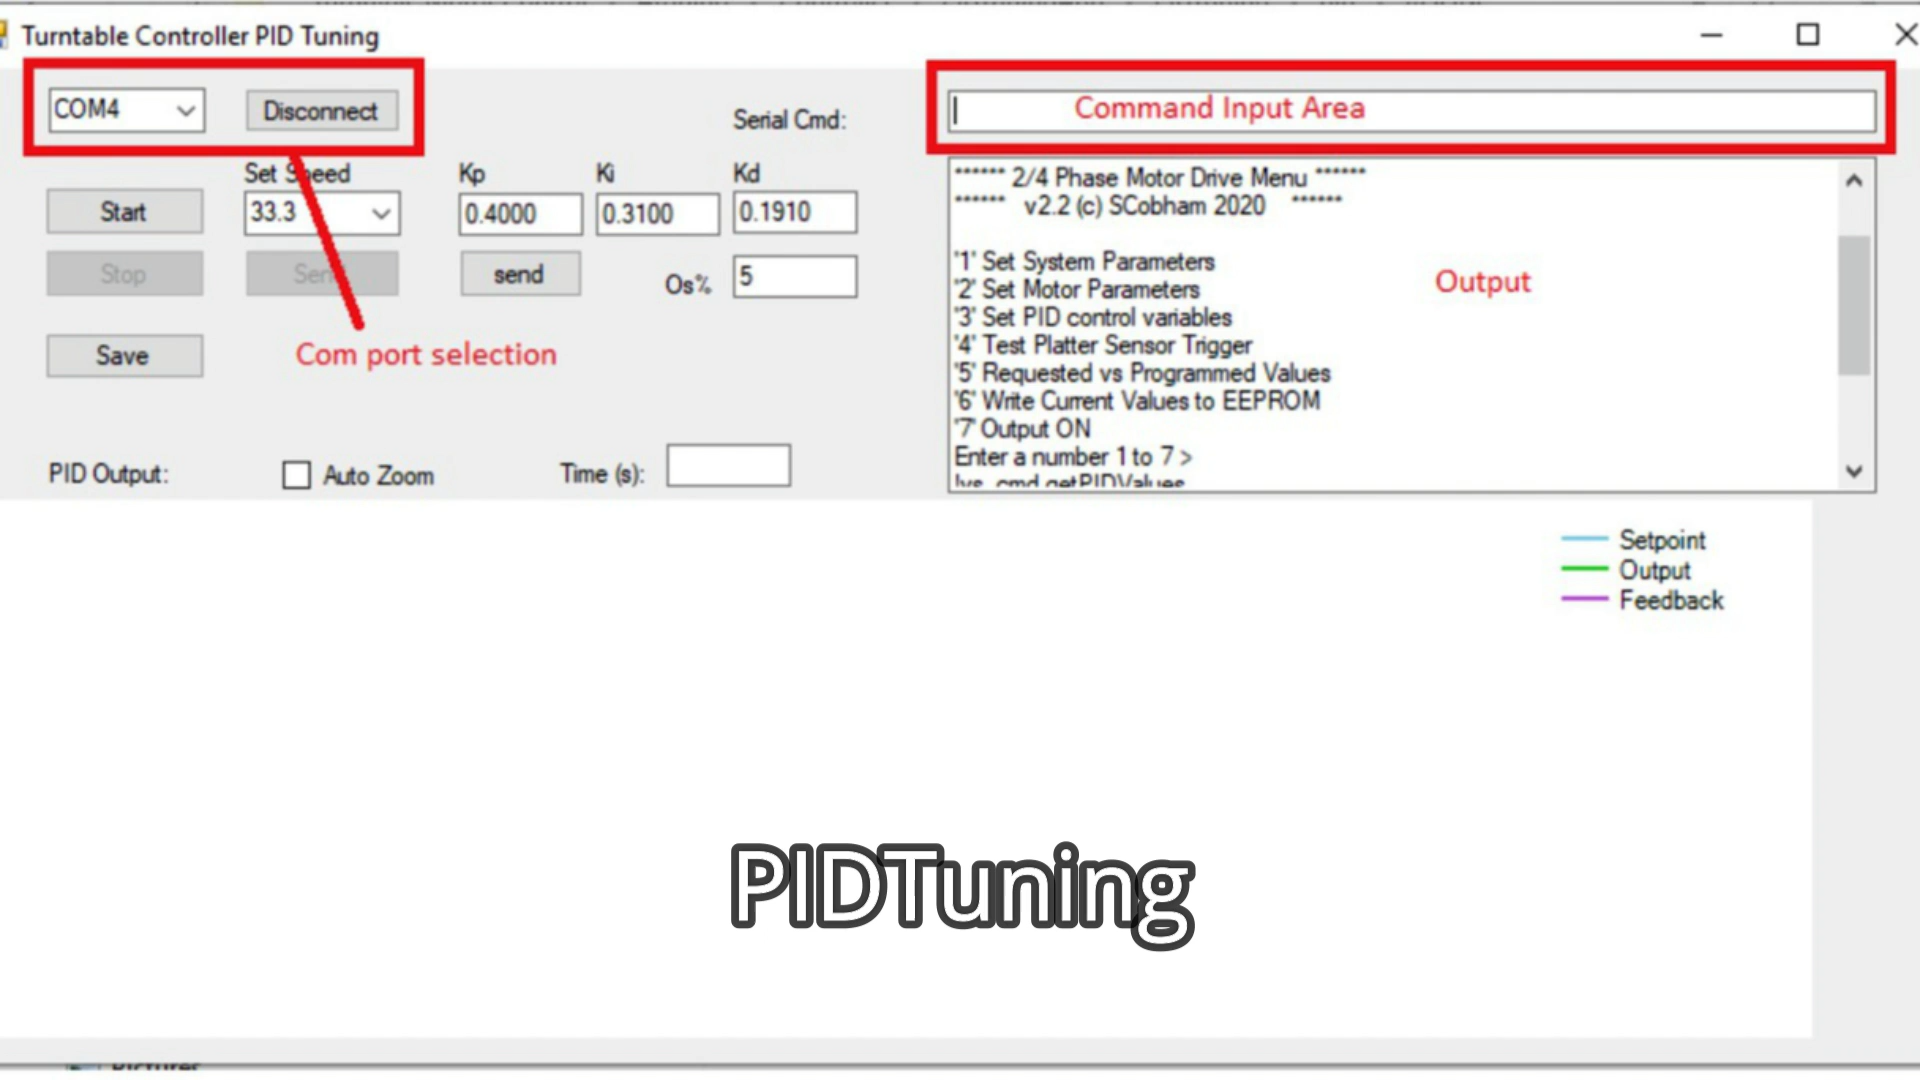 Turntable Controller PID Tuning
COM4
Disconnect
Serial Cmd:
Command Input Area
Set Speed
Kp
Ki
Kd
Start
33.3
0.4000
0.3100
0.1910
Stop
Send
send
Os%
5
Save
Com port selection
PID Output:
Auto Zoom
Time (s):
****** 2/4 Phase Motor Drive Menu ******
****** v2.2 (c) SCobham 2020 ******
'1' Set System Parameters
'2' Set Motor Parameters
'3' Set PID control variables
'4' Test Platter Sensor Trigger
'5' Requested vs Programmed Values
'6' Write Current Values to EEPROM
'7' Output ON
Enter a number 1 to 7 >
Output
Setpoint
Output
Feedback
PIDTuning
Pictures